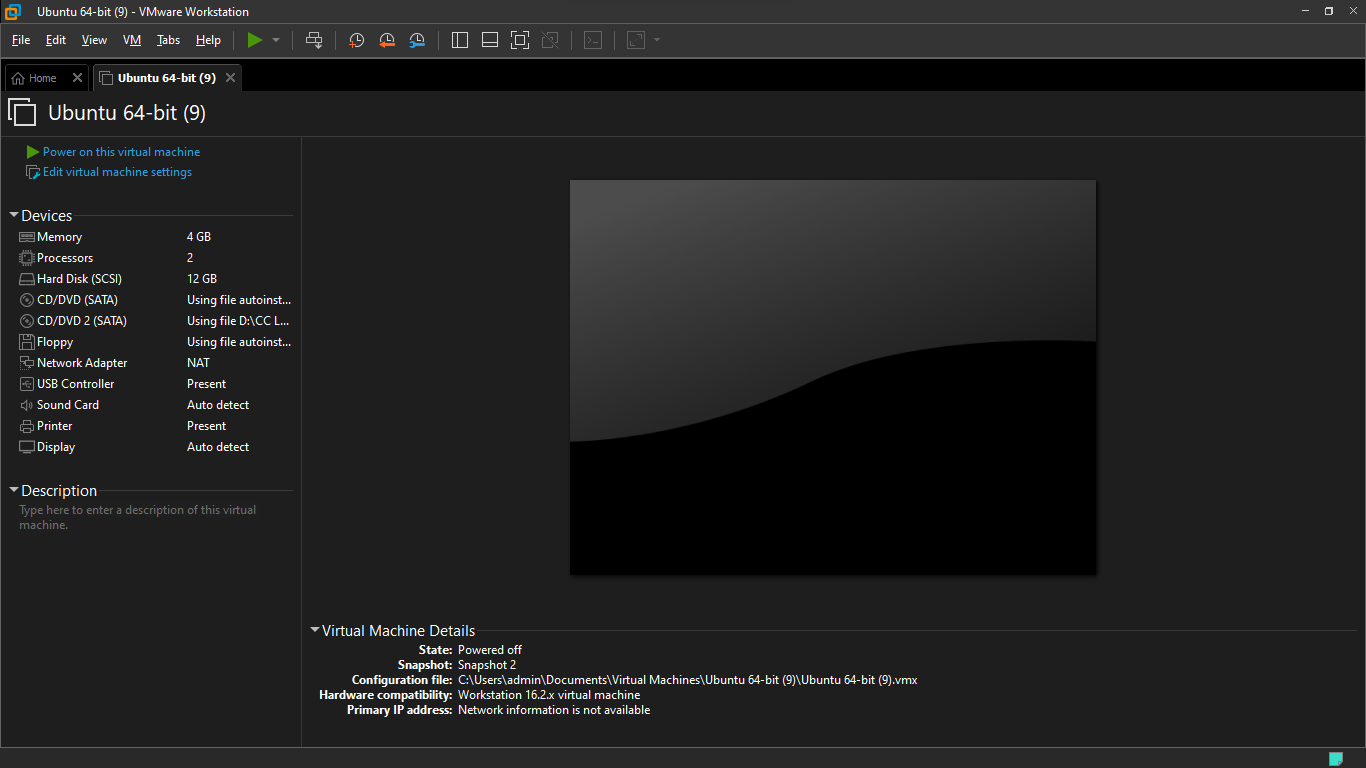 Ubuntu 64-bit (9) - VMware Workstation
File Edit View VM Tabs Help
Home Ubuntu 64-bit (9)
Ubuntu 64-bit (9)
Power on this virtual machine
Edit virtual machine settings
Devices
Memory 4 GB
Processors 2
Hard Disk (SCSI) 12 GB
CD/DVD (SATA) Using file autoinst...
CD/DVD 2 (SATA) Using file D:\CC L...
Floppy Using file autoinst...
Network Adapter NAT
USB Controller Present
Sound Card Auto detect
Printer Present
Display Auto detect
Description
Type here to enter a description of this virtual
machine.
Virtual Machine Details
State: Powered off
Snapshot: Snapshot 2
Configuration file: C:\Users\admin\Documents\Virtual Machines\Ubuntu 64-bit (9)\Ubuntu 64-bit (9).vmx
Hardware compatibility: Workstation 16.2.x virtual machine
Primary IP address: Network information is not available